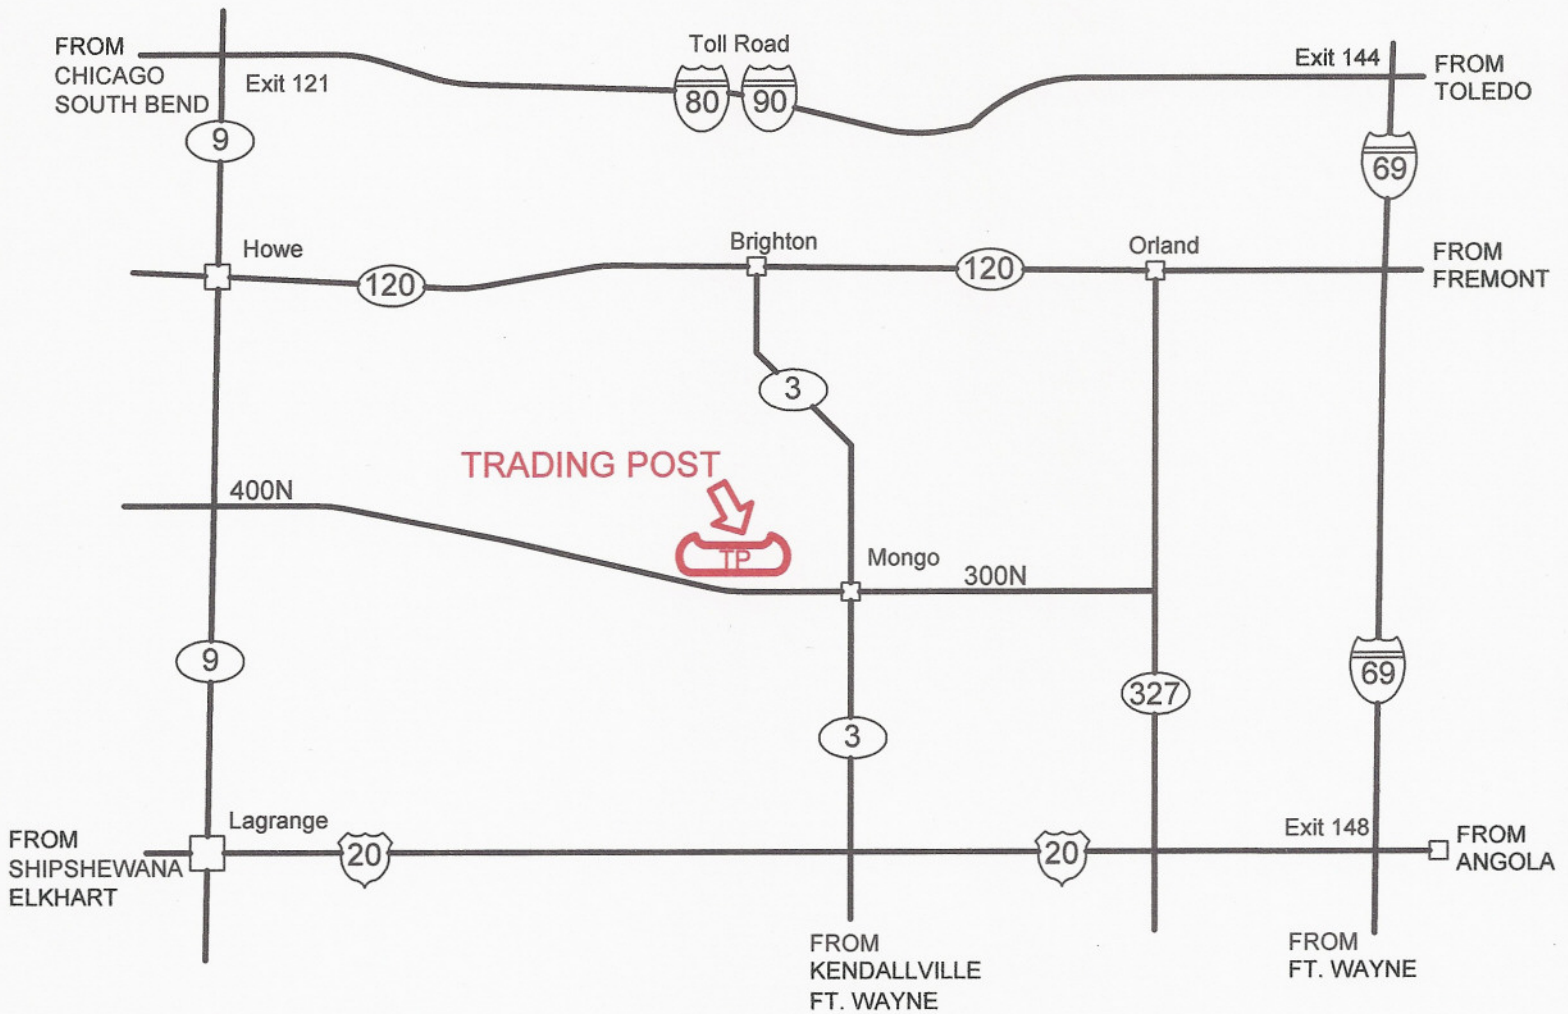 FROM
CHICAGO
SOUTH BEND
Exit 121
Toll Road
80
90
Exit 144
FROM
TOLEDO
9
69
Howe
120
Brighton
120
Orland
FROM
FREMONT
3
TRADING POST
400N
TP
Mongo
300N
9
327
69
3
Lagrange
FROM
SHIPSHEWANA
ELKHART
20
20
Exit 148
FROM
ANGOLA
FROM
KENDALLVILLE
FT. WAYNE
FROM
FT. WAYNE